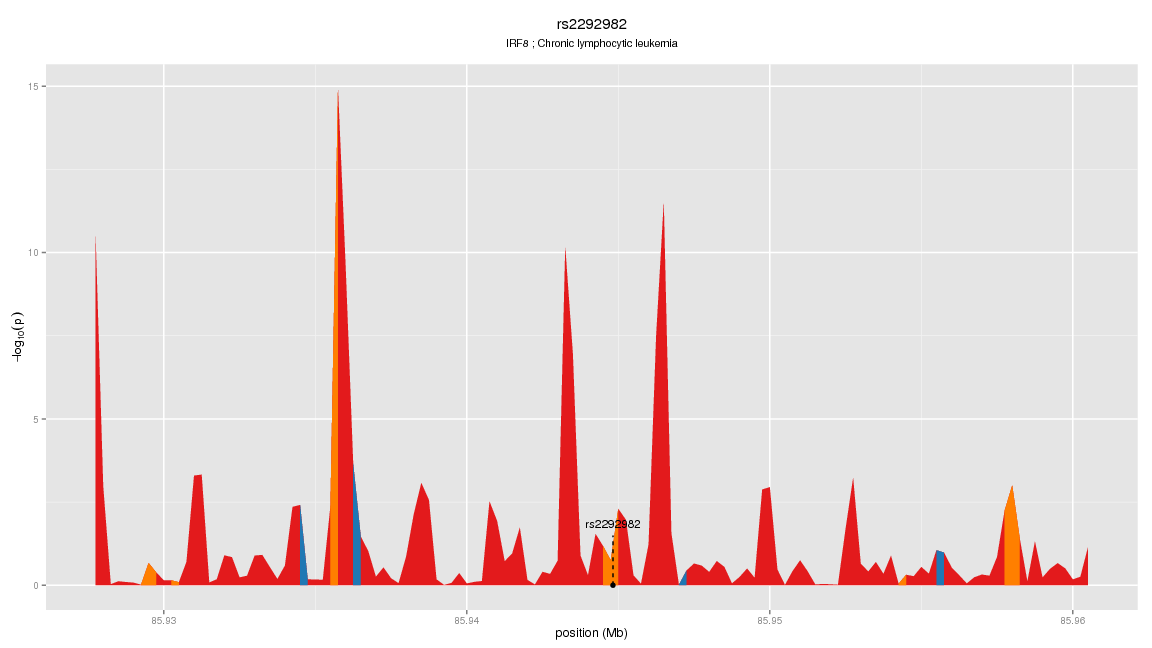 rs2292982
IRF8 ; Chronic lymphocytic leukemia
15
10
5
0
−log10(p)
rs2292982
85.93
85.94
85.95
85.96
position (Mb)